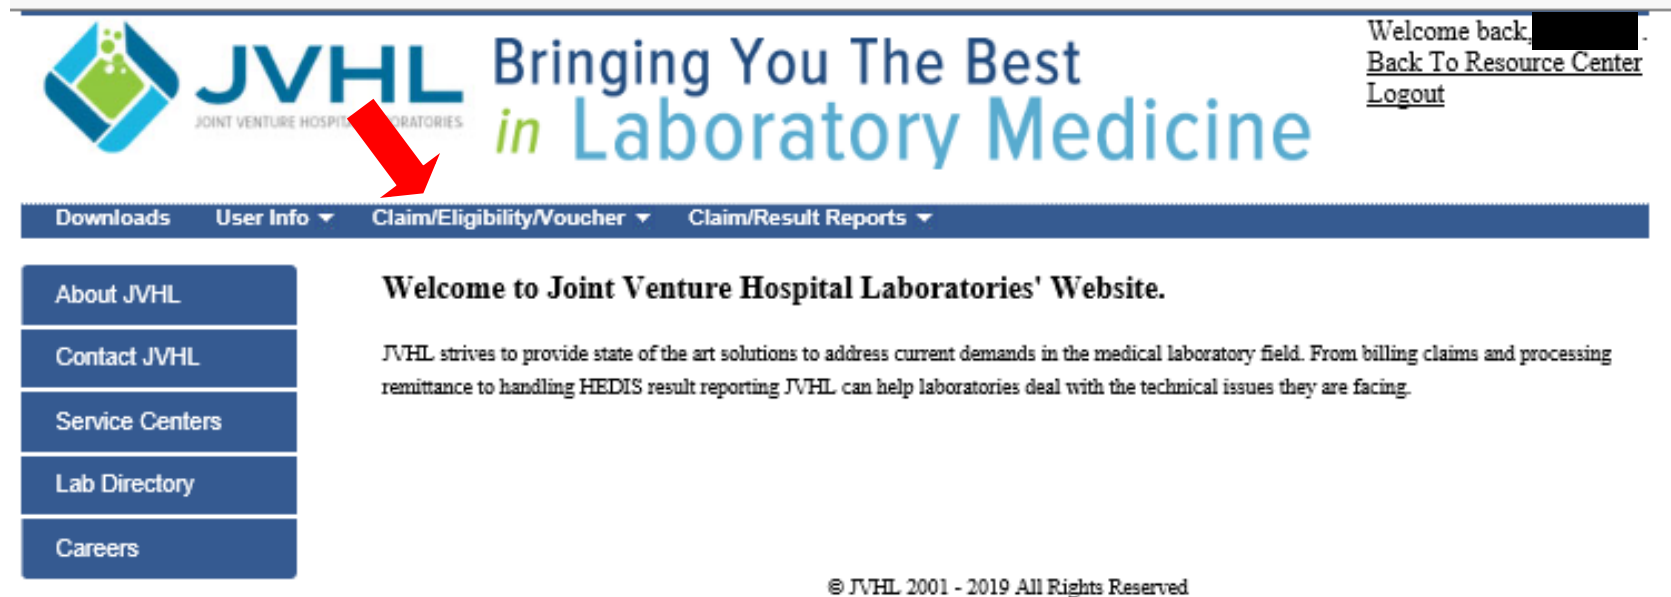 JVHL
JOINT VENTURE HOSPITAL LABORATORIES
Bringing You The Best
in Laboratory Medicine
Welcome back, .
Back To Resource Center
Logout
Downloads User Info Claim/Eligibility/Voucher Claim/Result Reports
About JVHL
Contact JVHL
Service Centers
Lab Directory
Careers
Welcome to Joint Venture Hospital Laboratories' Website.
JVHL strives to provide state of the art solutions to address current demands in the medical laboratory field. From billing claims and processing
remittance to handling HEDIS result reporting JVHL can help laboratories deal with the technical issues they are facing.
© JVHL 2001 - 2019 All Rights Reserved